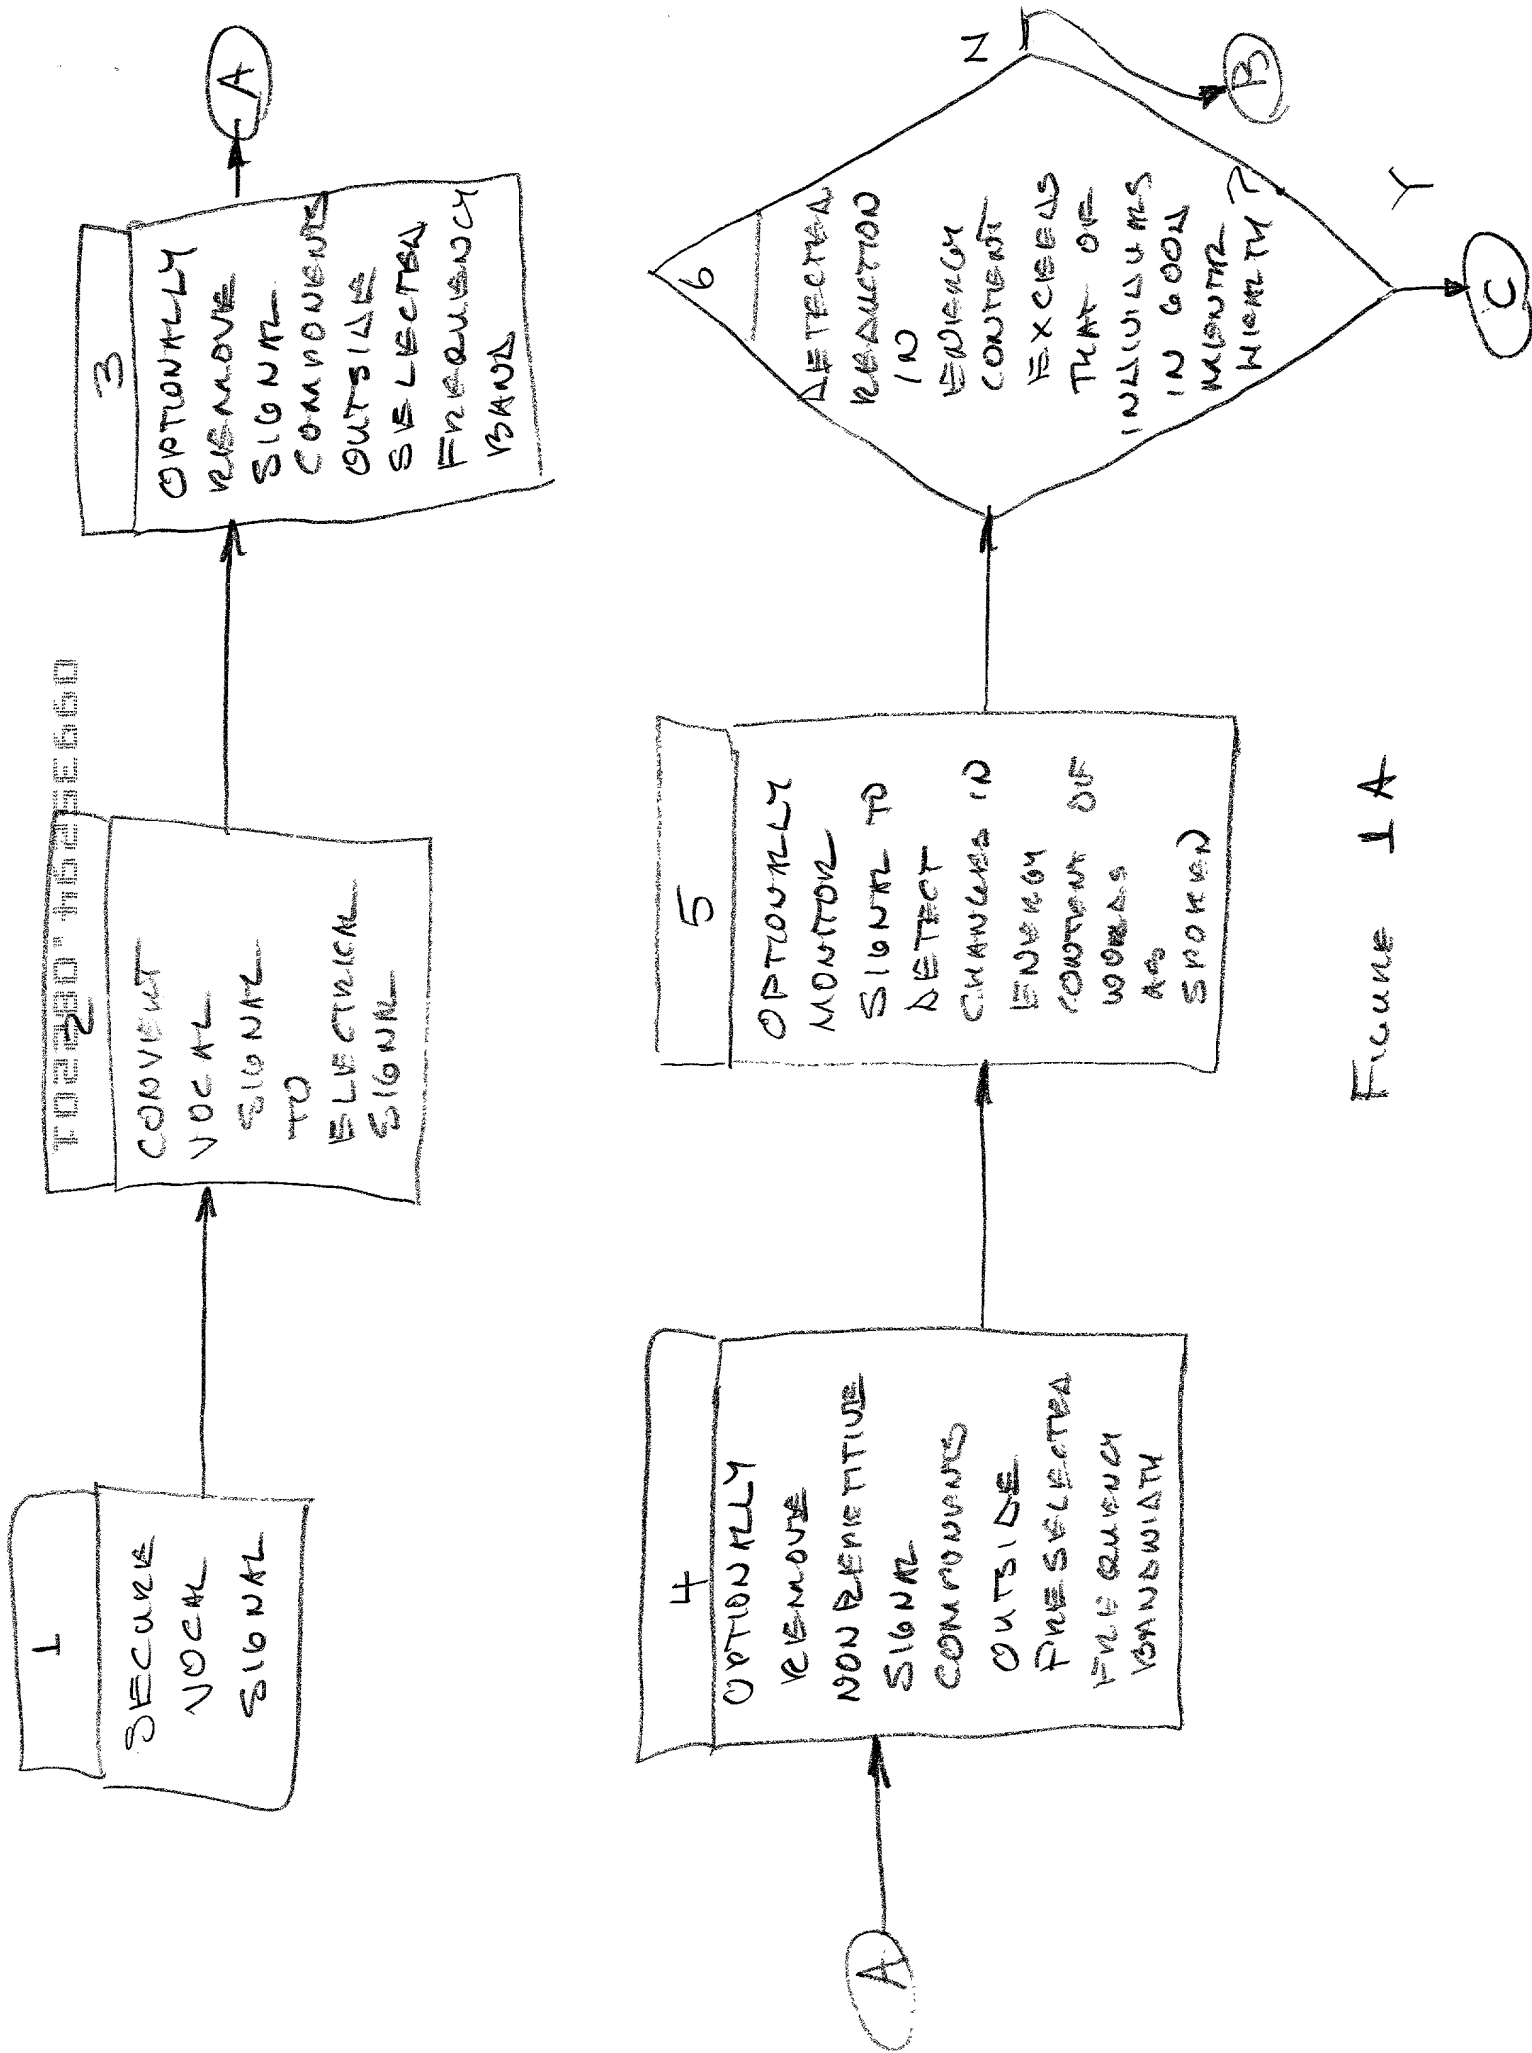 1
SECURE
VOCAL
SIGNAL
2
CONVERT
VOCAL
SIGNAL
TO
ELECTRICAL
SIGNAL
3
OPTIONALLY
REMOVE
SIGNAL
COMPONENTS
OUTSIDE
SELECTED
FREQUENCY
BAND
A
A
4
OPTIONALLY
REMOVE
NONREPETITIVE
SIGNAL
COMPONENTS
OUTSIDE
PRESELECTED
FREQUENCY
BANDWIDTH
5
OPTIONALLY
MONITOR
SIGNAL TO
DETECT
CHANGES IN
ENERGY
CONTENT OF
WORDS
AS
SPOKEN
6
DETECTED
REDUCTION
IN
ENERGY
CONTENT
EXCEEDS
THAT OF
INDIVIDUALS
IN GOOD
MENTAL
HEALTH?
N
B
Y
C
FIGURE 1A